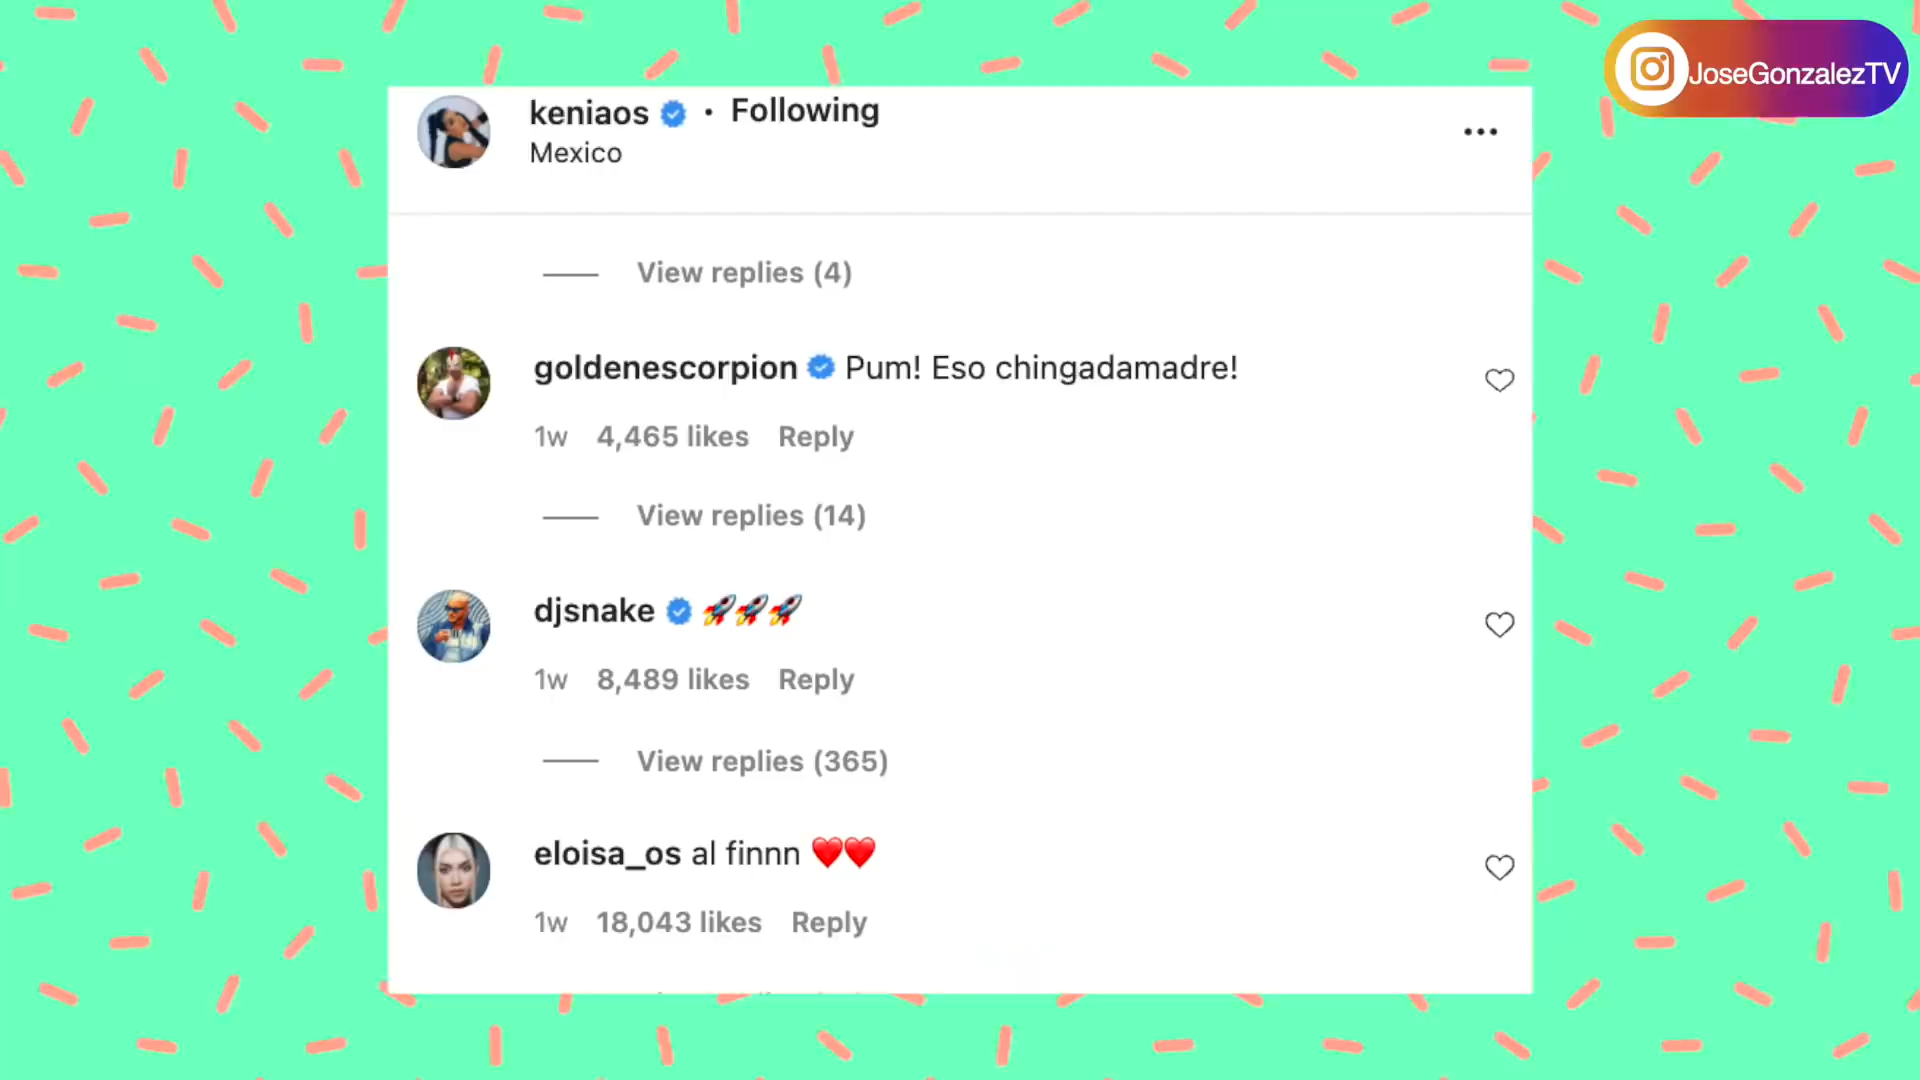 JoseGonzalezTV
keniaos • Following
Mexico
View replies (4)
goldenescorpion Pum! Eso chingadamadre!
1w 4,465 likes Reply
View replies (14)
djsnake 🚀🚀🚀
1w 8,489 likes Reply
View replies (365)
eloisa_os al finnn ❤️❤️
1w 18,043 likes Reply